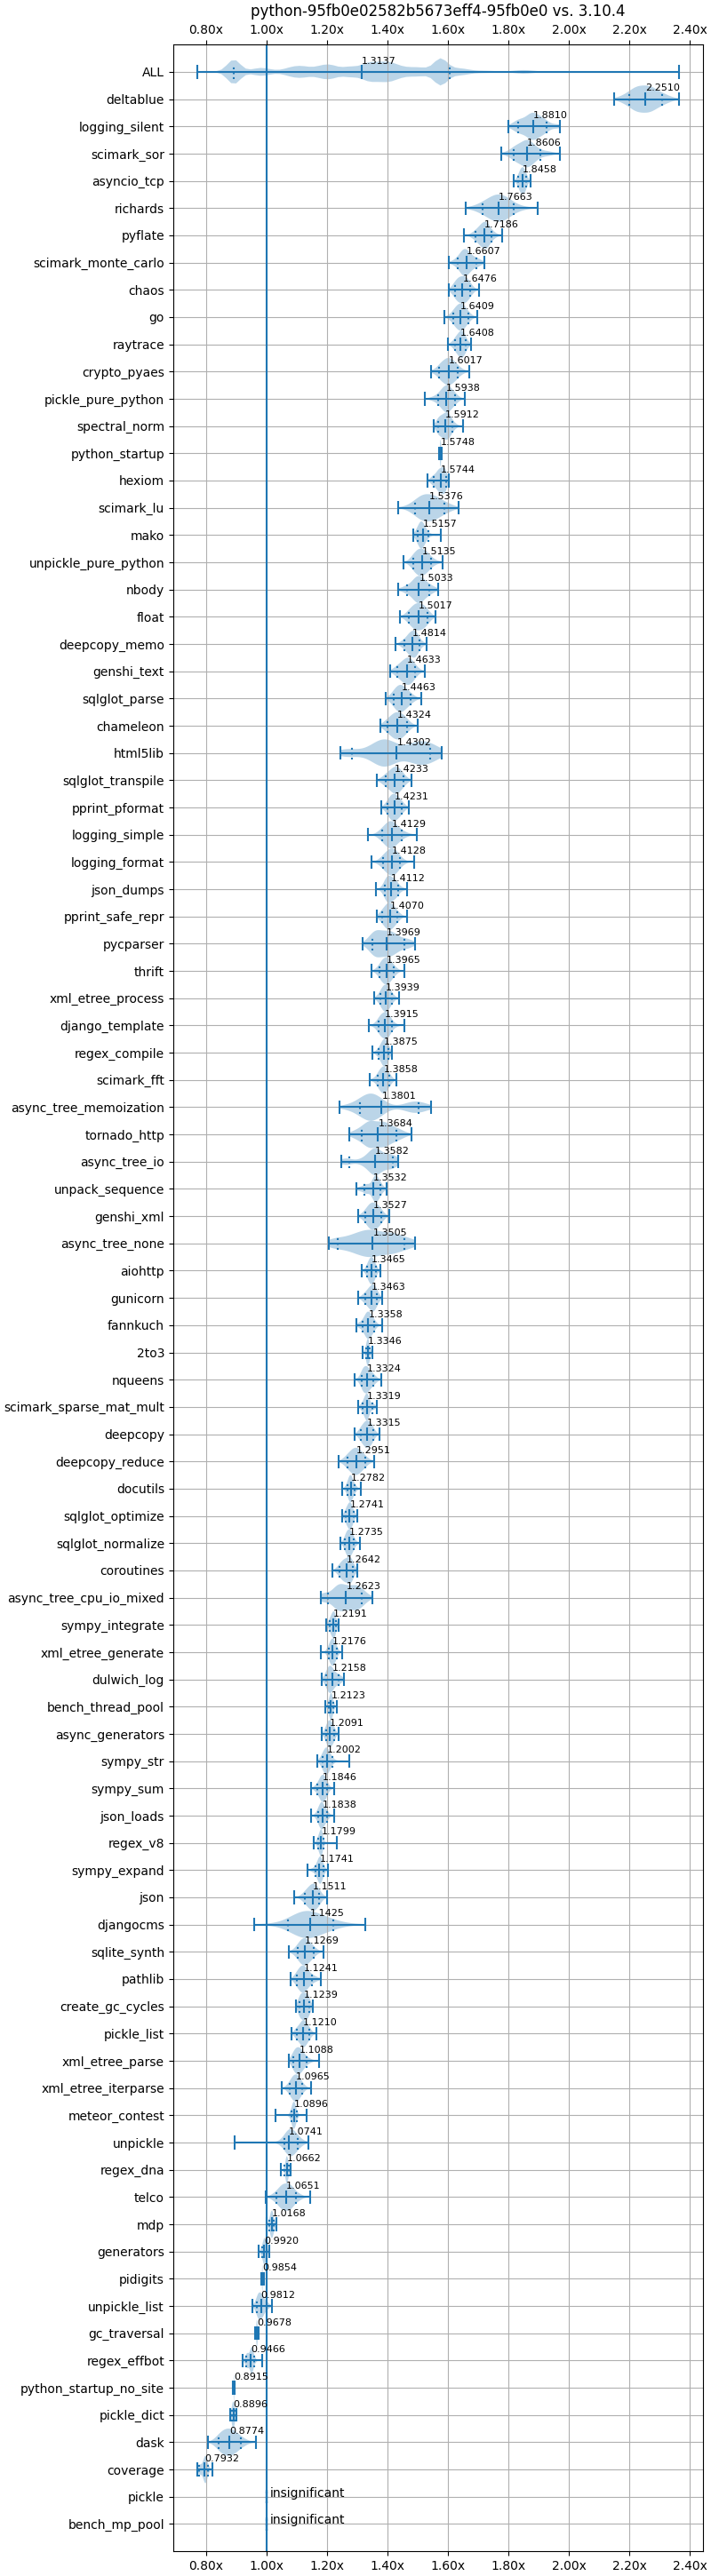 python-95fb0e02582b5673eff4-95fb0e0 vs. 3.10.4
0.80x 1.00x 1.20x 1.40x 1.60x 1.80x 2.00x 2.20x 2.40x
ALL 1.3137
deltablue 2.2510
logging_silent 1.8810
scimark_sor 1.8606
asyncio_tcp 1.8458
richards 1.7663
pyflate 1.7186
scimark_monte_carlo 1.6607
chaos 1.6476
go 1.6409
raytrace 1.6408
crypto_pyaes 1.6017
pickle_pure_python 1.5938
spectral_norm 1.5912
python_startup 1.5748
hexiom 1.5744
scimark_lu 1.5376
mako 1.5157
unpickle_pure_python 1.5135
nbody 1.5033
float 1.5017
deepcopy_memo 1.4814
genshi_text 1.4633
sqlglot_parse 1.4463
chameleon 1.4324
html5lib 1.4302
sqlglot_transpile 1.4233
pprint_pformat 1.4231
logging_simple 1.4129
logging_format 1.4128
json_dumps 1.4112
pprint_safe_repr 1.4070
pycparser 1.3969
thrift 1.3965
xml_etree_process 1.3939
django_template 1.3915
regex_compile 1.3875
scimark_fft 1.3858
async_tree_memoization 1.3801
tornado_http 1.3684
async_tree_io 1.3582
unpack_sequence 1.3532
genshi_xml 1.3527
async_tree_none 1.3505
aiohttp 1.3465
gunicorn 1.3463
fannkuch 1.3358
2to3 1.3346
nqueens 1.3324
scimark_sparse_mat_mult 1.3319
deepcopy 1.3315
deepcopy_reduce 1.2951
docutils 1.2782
sqlglot_optimize 1.2741
sqlglot_normalize 1.2735
coroutines 1.2642
async_tree_cpu_io_mixed 1.2623
sympy_integrate 1.2191
xml_etree_generate 1.2176
dulwich_log 1.2158
bench_thread_pool 1.2123
async_generators 1.2091
sympy_str 1.2002
sympy_sum 1.1846
json_loads 1.1838
regex_v8 1.1799
sympy_expand 1.1741
json 1.1511
djangocms 1.1425
sqlite_synth 1.1269
pathlib 1.1241
create_gc_cycles 1.1239
pickle_list 1.1210
xml_etree_parse 1.1088
xml_etree_iterparse 1.0965
meteor_contest 1.0896
unpickle 1.0741
regex_dna 1.0662
telco 1.0651
mdp 1.0168
generators 0.9920
pidigits 0.9854
unpickle_list 0.9812
gc_traversal 0.9678
regex_effbot 0.9466
python_startup_no_site 0.8915
pickle_dict 0.8896
dask 0.8774
coverage 0.7932
pickle insignificant
bench_mp_pool insignificant
0.80x 1.00x 1.20x 1.40x 1.60x 1.80x 2.00x 2.20x 2.40x